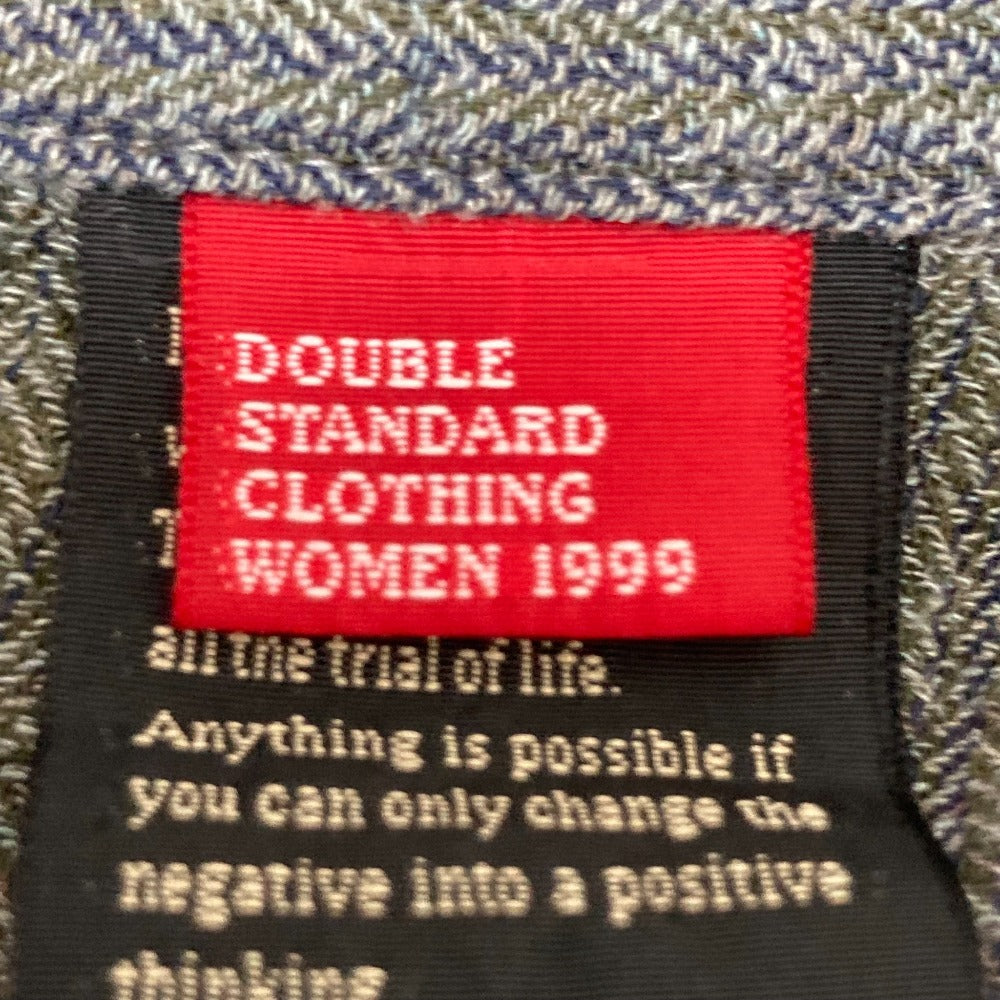 DOUBLE
STANDARD
CLOTHING
WOMEN 1999
all the trial of life.
Anything is possible if
you can only change the
negative into a positive
thinking